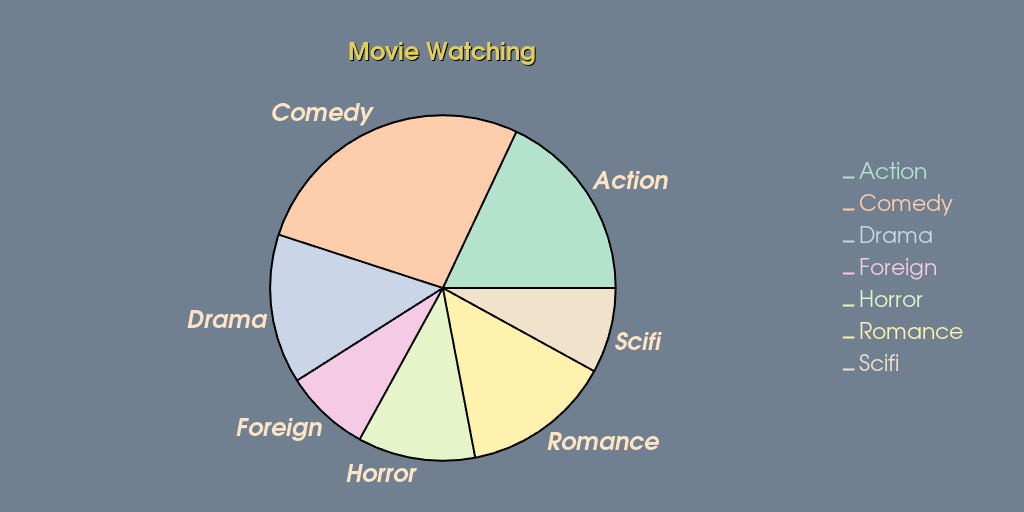 Movie Watching
Comedy
Action
Drama
Scifi
Foreign
Romance
Horror
Action
Comedy
Drama
Foreign
Horror
Romance
Scifi